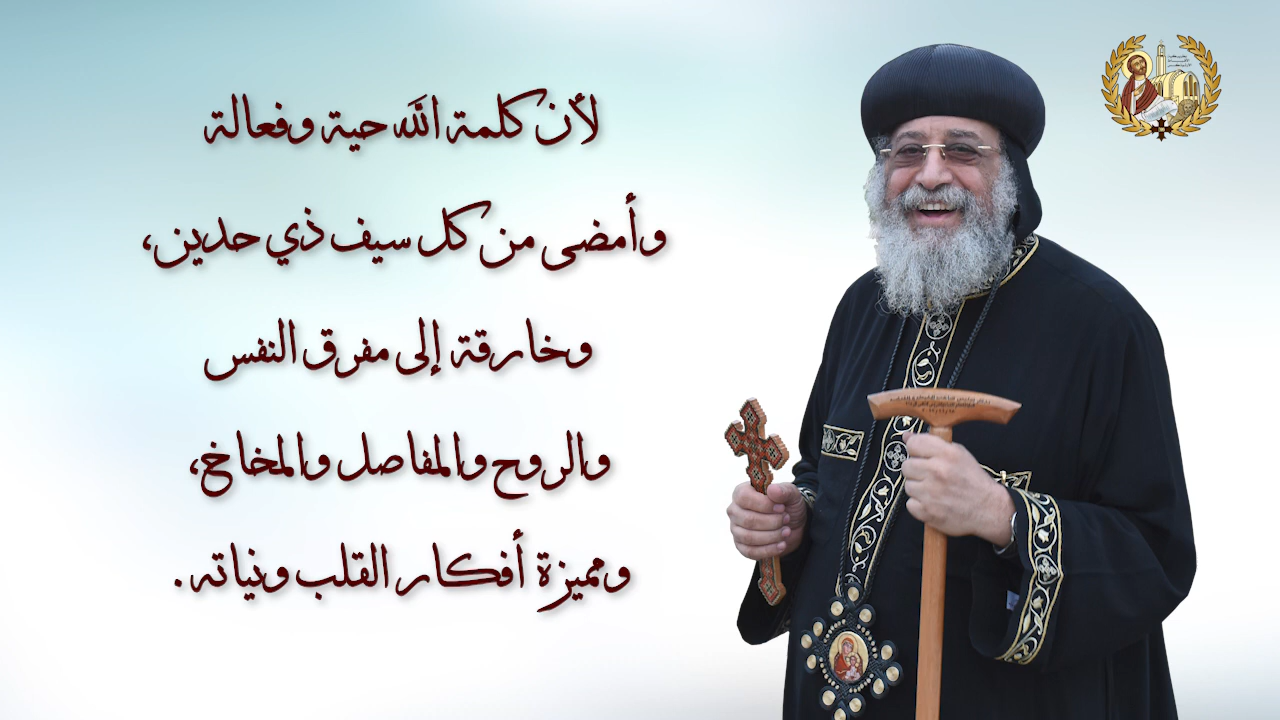 لأن كلمة الله حية وفعالة
وأمضى من كل سيف ذي حدين،
وخارقة إلى مفرق النفس
والروح والمفاصل والمخاخ،
ومميزة أفكار القلب ونياته.